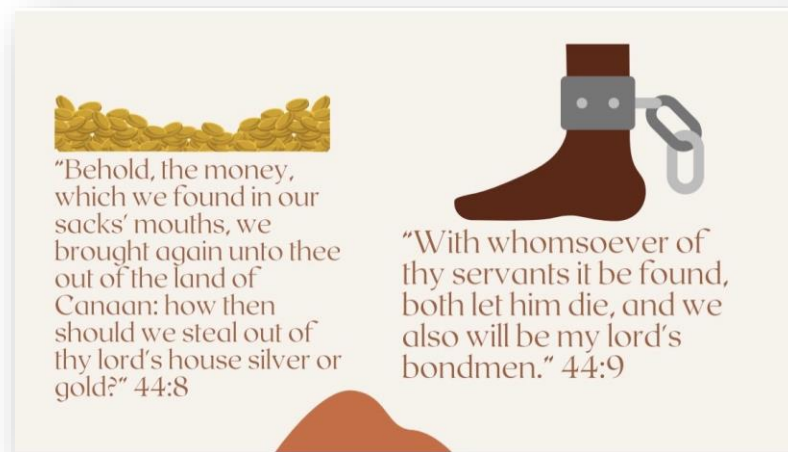 "Behold, the money,
which we found in our
sacks' mouths, we
brought again unto thee
out of the land of
Canaan: how then
should we steal out of
thy lord's house silver or
gold?" 44:8
"With whomsoever of
thy servants it be found,
both let him die, and we
also will be my lord's
bondmen." 44:9